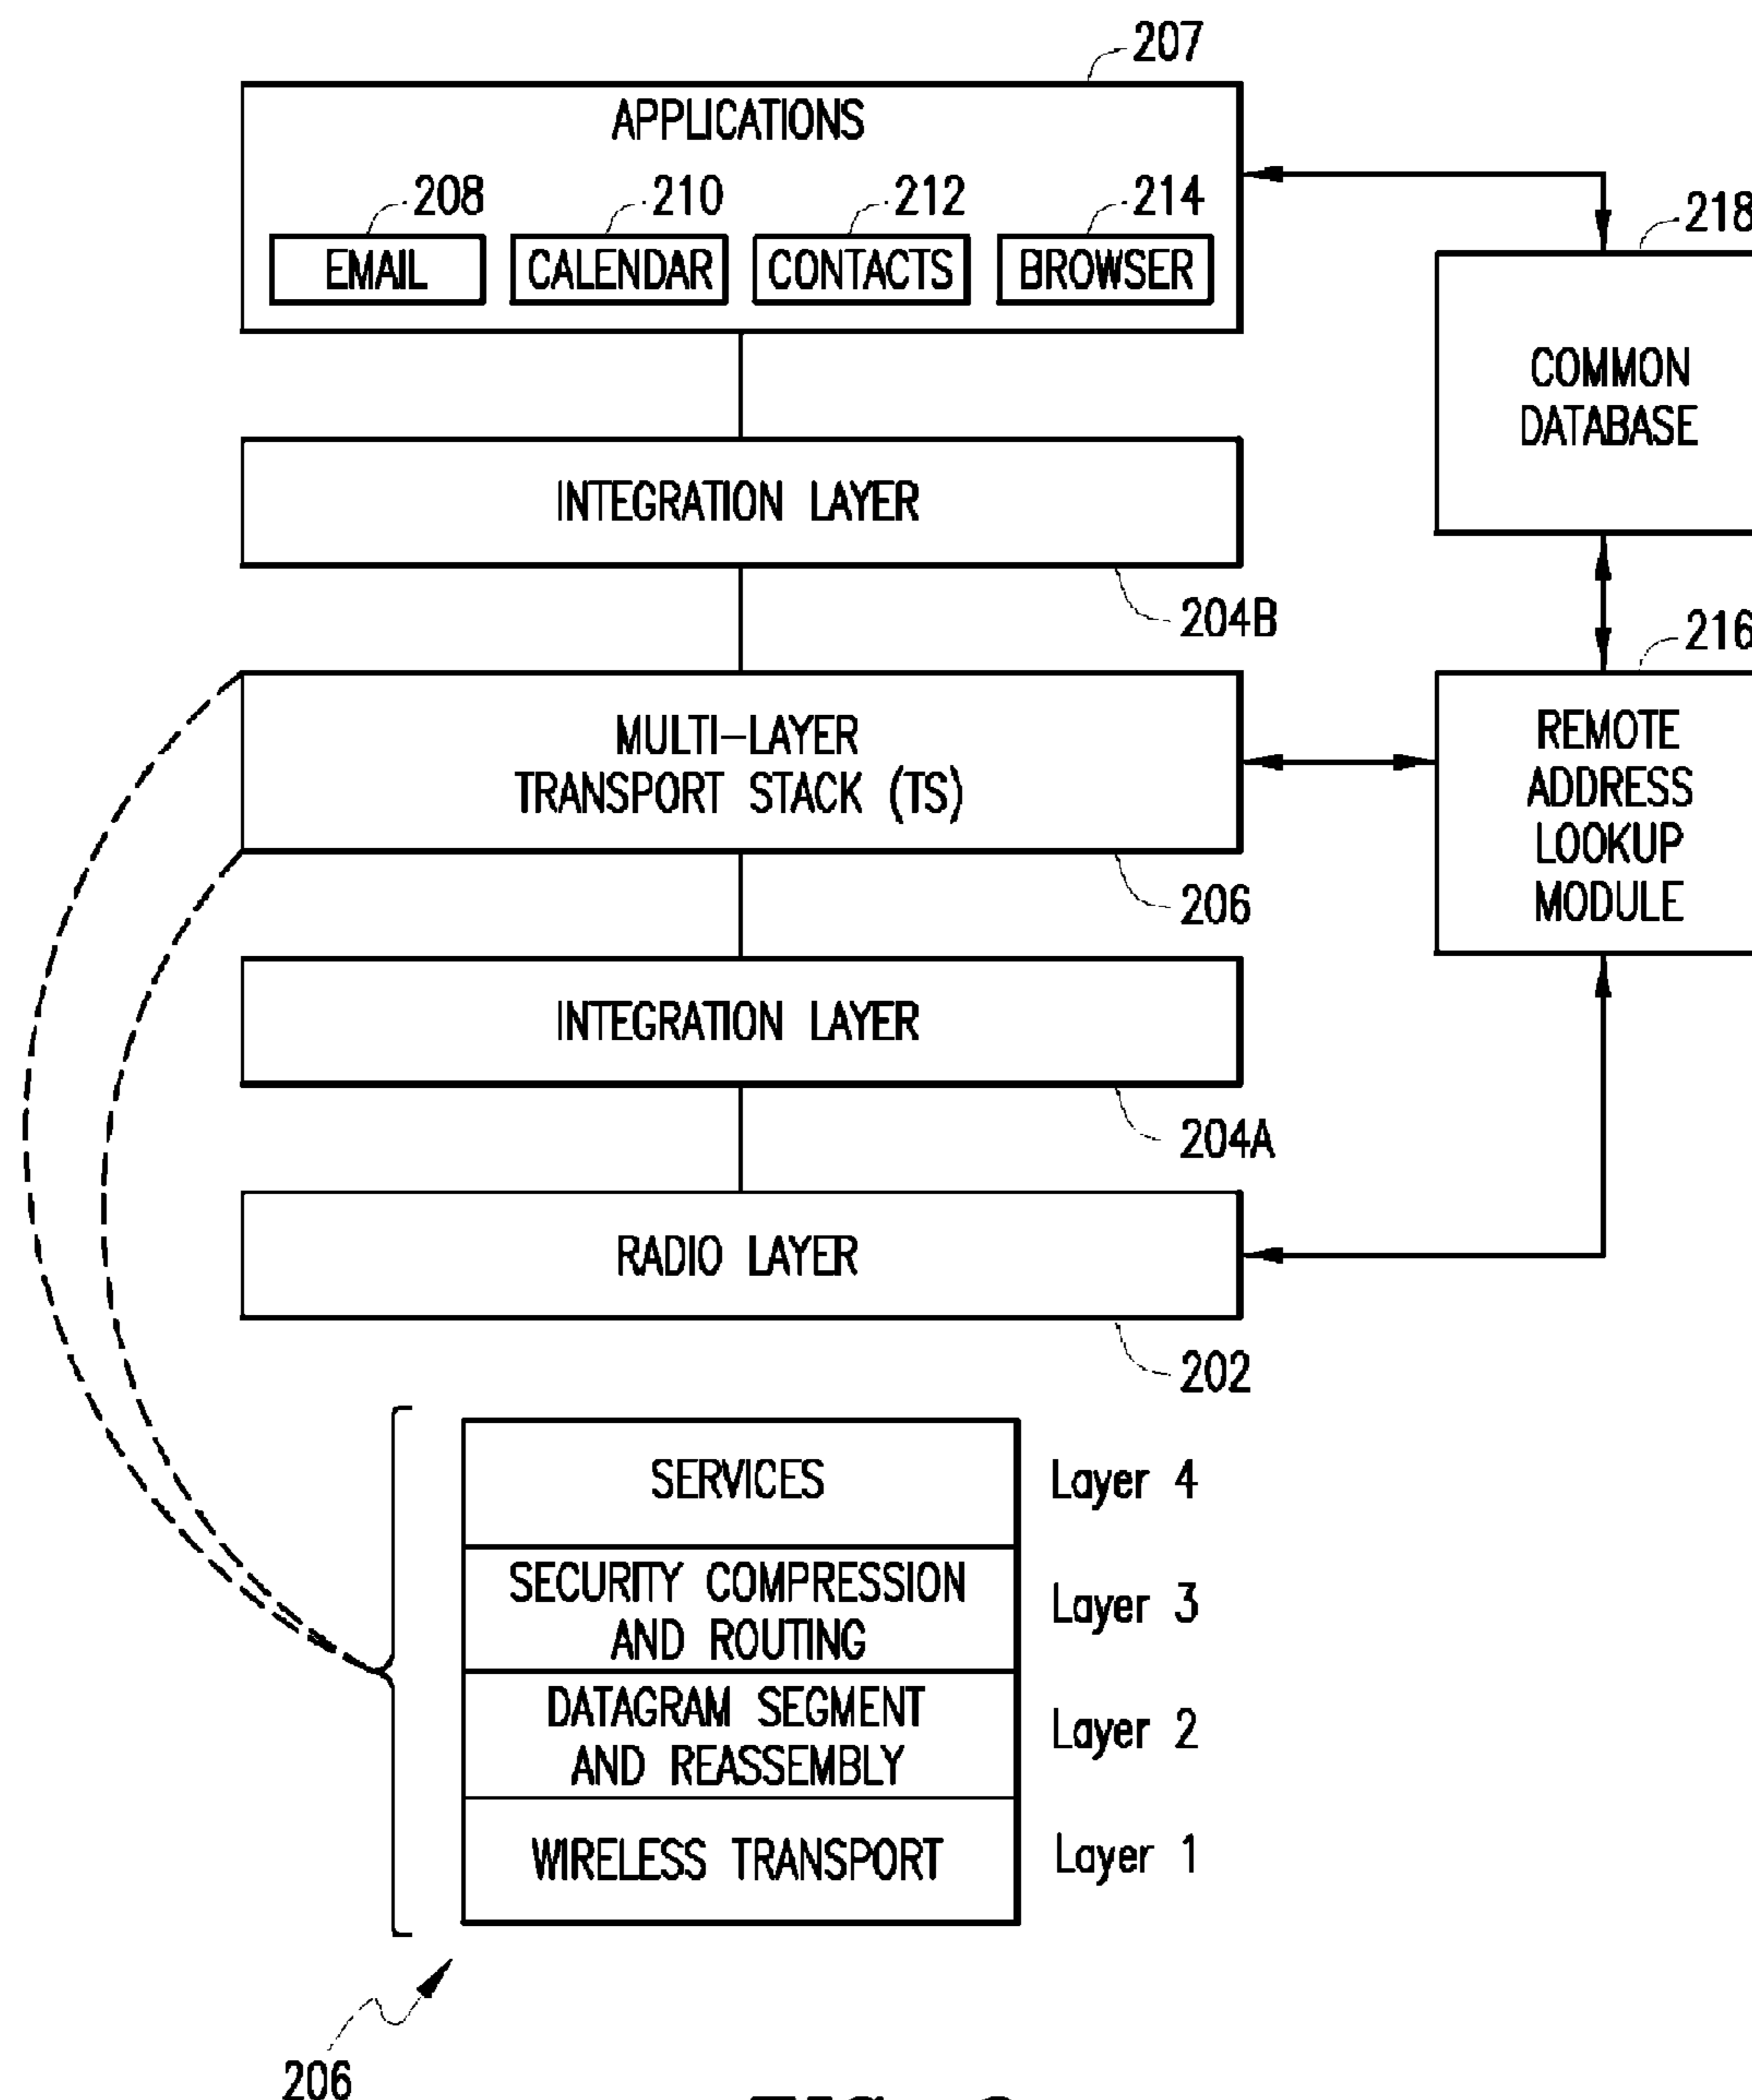 207
APPLICATIONS
208 210 212 214
EMAIL CALENDAR CONTACTS BROWSER
218
COMMON
DATABASE
INTEGRATION LAYER
204B
216
MULTI-LAYER
TRANSPORT STACK (TS)
206
REMOTE
ADDRESS
LOOKUP
MODULE
INTEGRATION LAYER
204A
RADIO LAYER
202
SERVICES Layer 4
SECURITY COMPRESSION
AND ROUTING
Layer 3
DATAGRAM SEGMENT
AND REASSEMBLY
Layer 2
WIRELESS TRANSPORT Layer 1
206